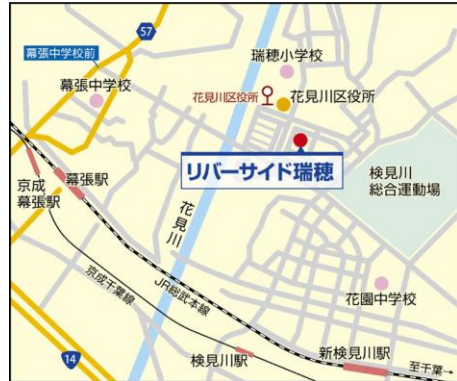 57
幕張中学校前
幕張中学校
瑞穂小学校
花見川区役所
花見川区役所
リバーサイド瑞穂
検見川
総合運動場
京成
幕張駅
幕張駅
花見川
京成千葉線
JR総武本線
花園中学校
14
検見川駅
新検見川駅
至千葉→